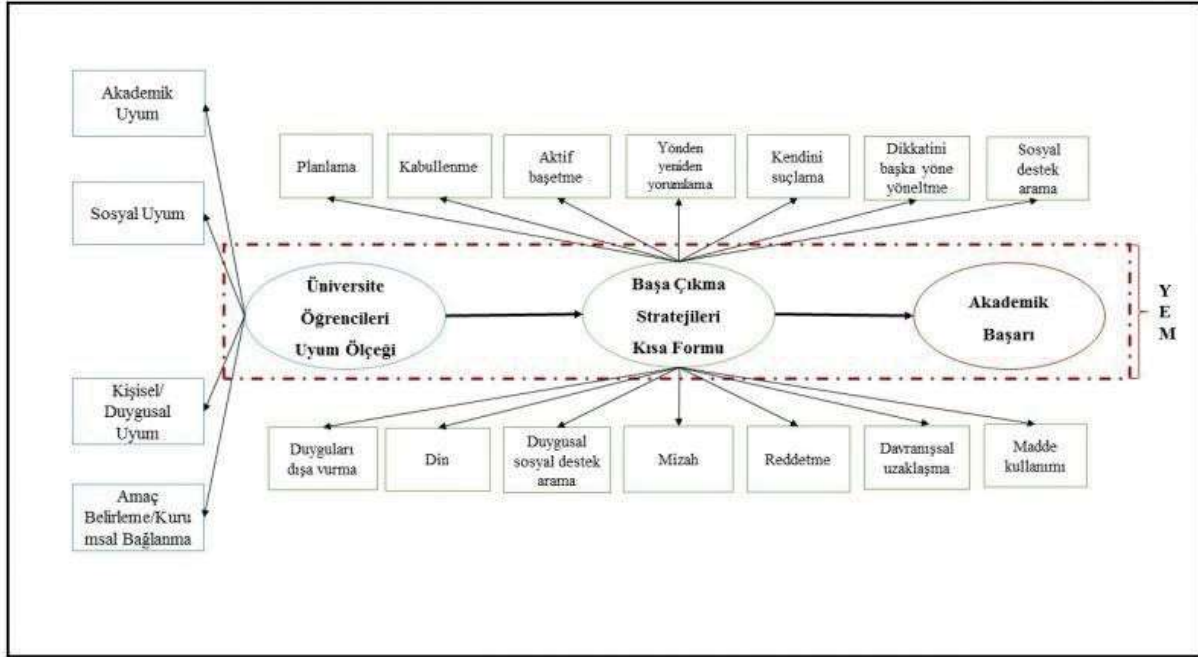 Akademik
Uyum
Sosyal Uyum
Kişisel/
Duygusal
Uyum
Amaç
Belirleme/Kuru
msal Bağlanma
Planlama
Kabullenme
Aktif
başetme
Yönden
yeniden
yorumlama
Kendini
suçlama
Dikkatini
başka yöne
yöneltme
Sosyal
destek
arama
Üniversite
Öğrencileri
Uyum Ölçeği
Başa Çıkma
Stratejileri
Kısa Formu
Akademik
Başarı
Y
E
M
Duyguları
dışa vurma
Din
Duygusal
sosyal destek
arama
Mizah
Reddetme
Davranışsal
uzaklaşma
Madde
kullanımı